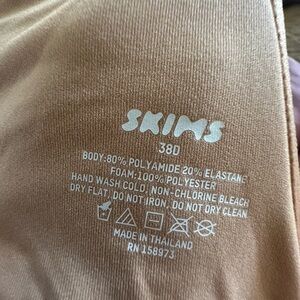 SKIMS
38D
BODY:80% POLYAMIDE 20% ELASTANE
FOAM:100% POLYESTER
HAND WASH COLD, NON-CHLORINE BLEACH
DRY FLAT, DO NOT IRON, DO NOT DRY CLEAN
MADE IN THAILAND
RN 158973